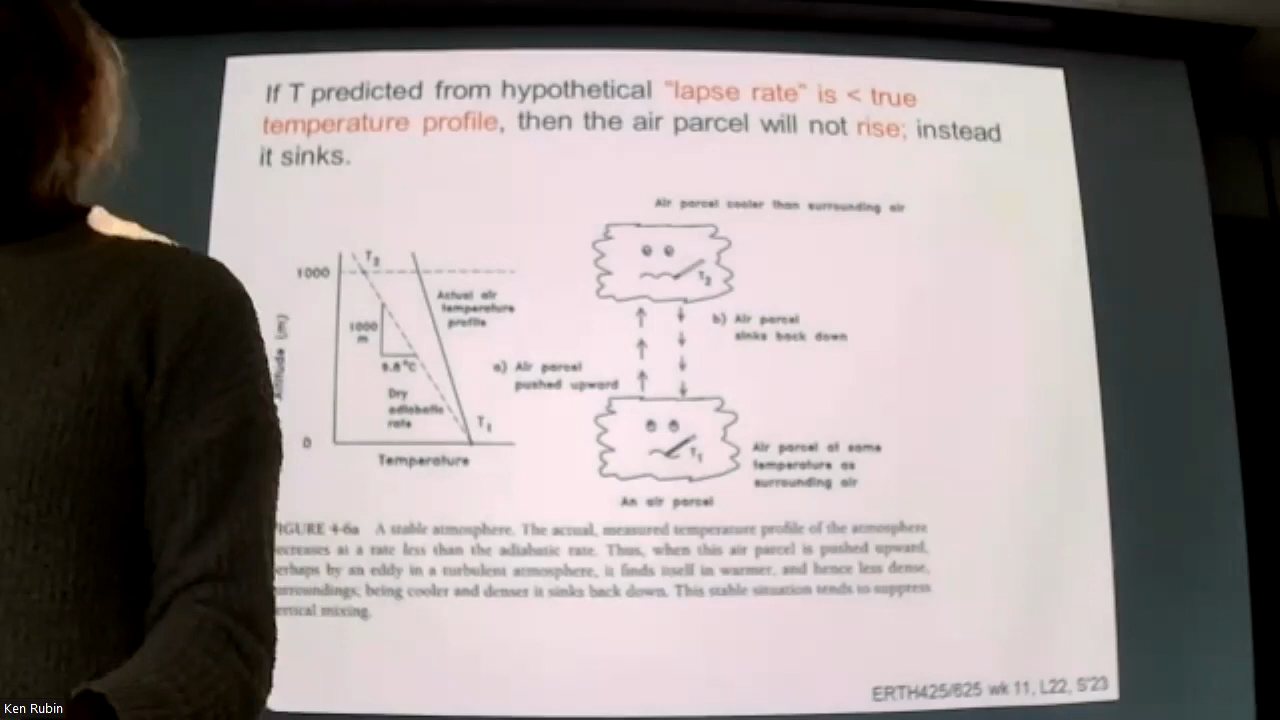 If T predicted from hypothetical "lapse rate" is < true
temperature profile, then the air parcel will not rise; instead
it sinks.
Air parcel cooler than surrounding air
1000
T2
Actual air
temperature
profile
1000
m
9.8°C
Dry
adiabatic
rate
Altitude (m)
0
T1
Temperature
T2
b) Air parcel
sinks back down
a) Air parcel
pushed upward
T1
Air parcel at same
temperature as
surrounding air
An air parcel
FIGURE 4-6a A stable atmosphere. The actual, measured temperature profile of the atmosphere
decreases at a rate less than the adiabatic rate. Thus, when this air parcel is pushed upward,
perhaps by an eddy in a turbulent atmosphere, it finds itself in warmer, and hence less dense,
surroundings; being cooler and denser it sinks back down. This stable situation tends to suppress
vertical mixing.
ERTH425/625 wk 11, L22, S'23
Ken Rubin